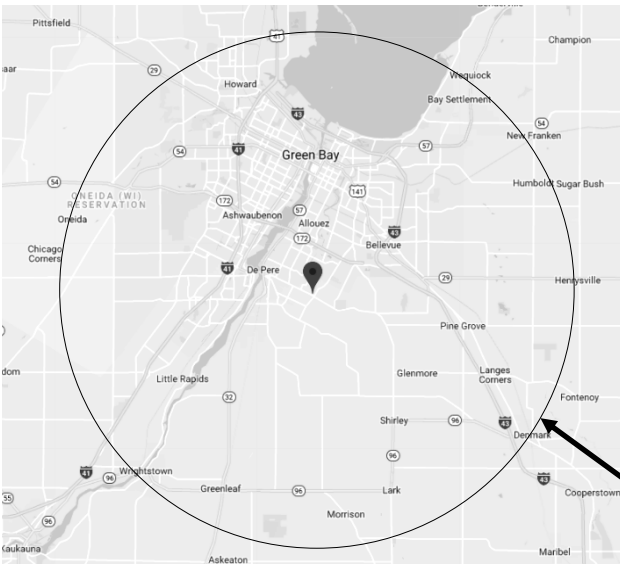 Pittsfield
41
Champion
29
Wequiock
Howard
Bay Settlement
43
54
New Franken
57
41
54
Green Bay
54
Humboldt Sugar Bush
141
ONEIDA (WI)
RESERVATION
172
57
Oneida
Ashwaubenon
Allouez
43
172
Bellevue
Chicago
Corners
41
De Pere
29
Henrysville
Pine Grove
Glenmore
Langes
Corners
Little Rapids
32
Fontenoy
Shirley
96
43
Denmark
96
41
Wrightstown
96
43
Greenleaf
96
Lark
Cooperstown
55
Morrison
96
Kaukauna
Askeaton
Maribel